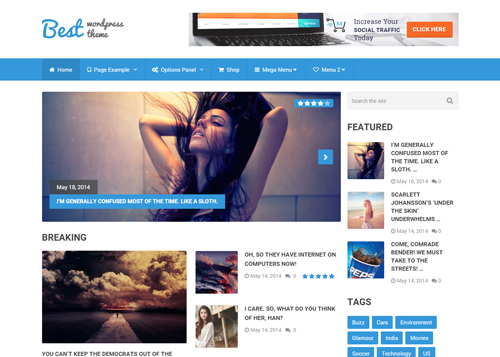 Best wordpress theme
Increase Your
SOCIAL TRAFFIC
Today
CLICK HERE
Home
Page Example
Options Panel
Shop
Mega Menu
Menu 2
May 18, 2014
I'M GENERALLY CONFUSED MOST OF THE TIME. LIKE A SLOTH.
Search the site
FEATURED
I'M GENERALLY
CONFUSED MOST OF
THE TIME. LIKE A
SLOTH. ...
May 18, 2014 0
SCARLETT
JOHANSSON'S 'UNDER
THE SKIN'
UNDERWHELMS ...
May 14, 2014 0
COME, COMRADE
BENDER! WE MUST
TAKE TO THE
STREETS! ...
May 14, 2014 0
PEPSI
BREAKING
YOU CAN'T KEEP THE DEMOCRATS OUT OF THE
OH, SO THEY HAVE INTERNET ON
COMPUTERS NOW!
May 14, 2014 0
I CARE. SO, WHAT DO YOU THINK
OF HER, HAN?
May 14, 2014 0
TAGS
Buzz
Cars
Environment
Glamour
India
Movies
Soccer
Technology
US